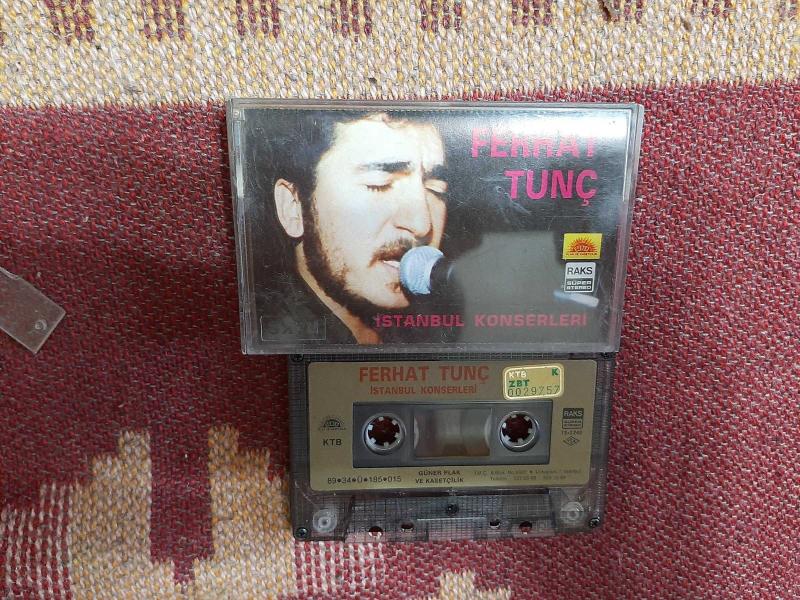 FERHAT
TUNÇ
RAKS
SÜPER
STEREO
İSTANBUL KONSERLERİ
FERHAT TUNÇ
İSTANBUL KONSERLERİ
KTB K
ZBT
0029757
KTB
RAKS
GÜNER PLAK
VE KASETÇİLİK
89•34•Ü•185•015